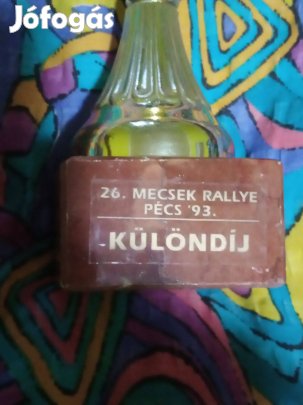 Jófogás
26. MECSEK RALLYE
PÉCS '93.
KÜLÖNDÍJ